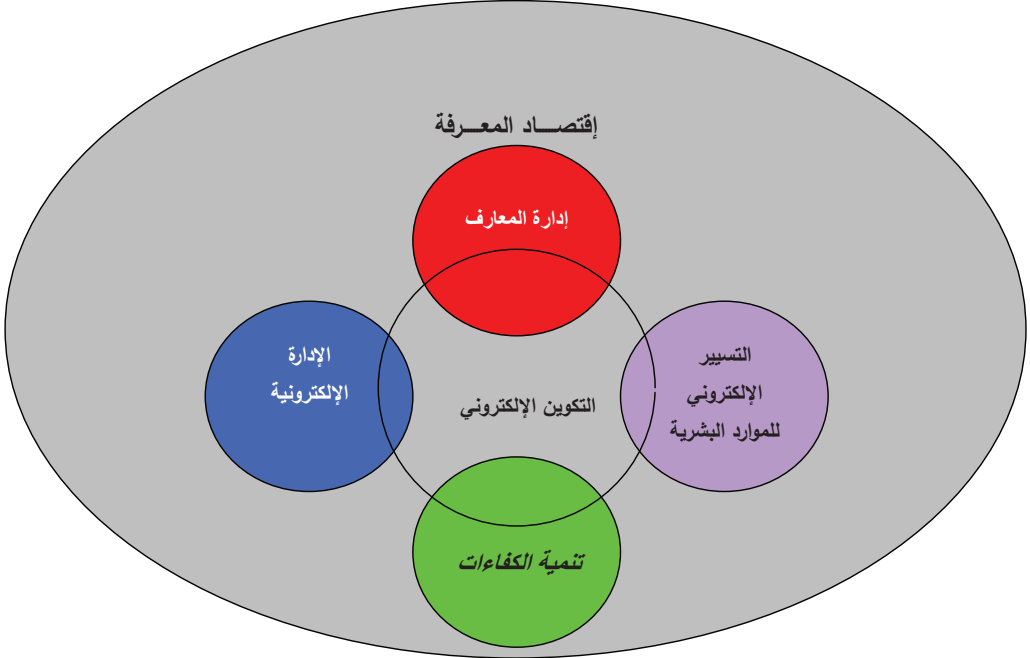 إقتصـــاد المعـــرفة
إدارة المعارف
التسيير
الإلكتروني
للموارد البشرية
التكوين الإلكتروني
الإدارة
الإلكترونية
تنمية الكفاءات